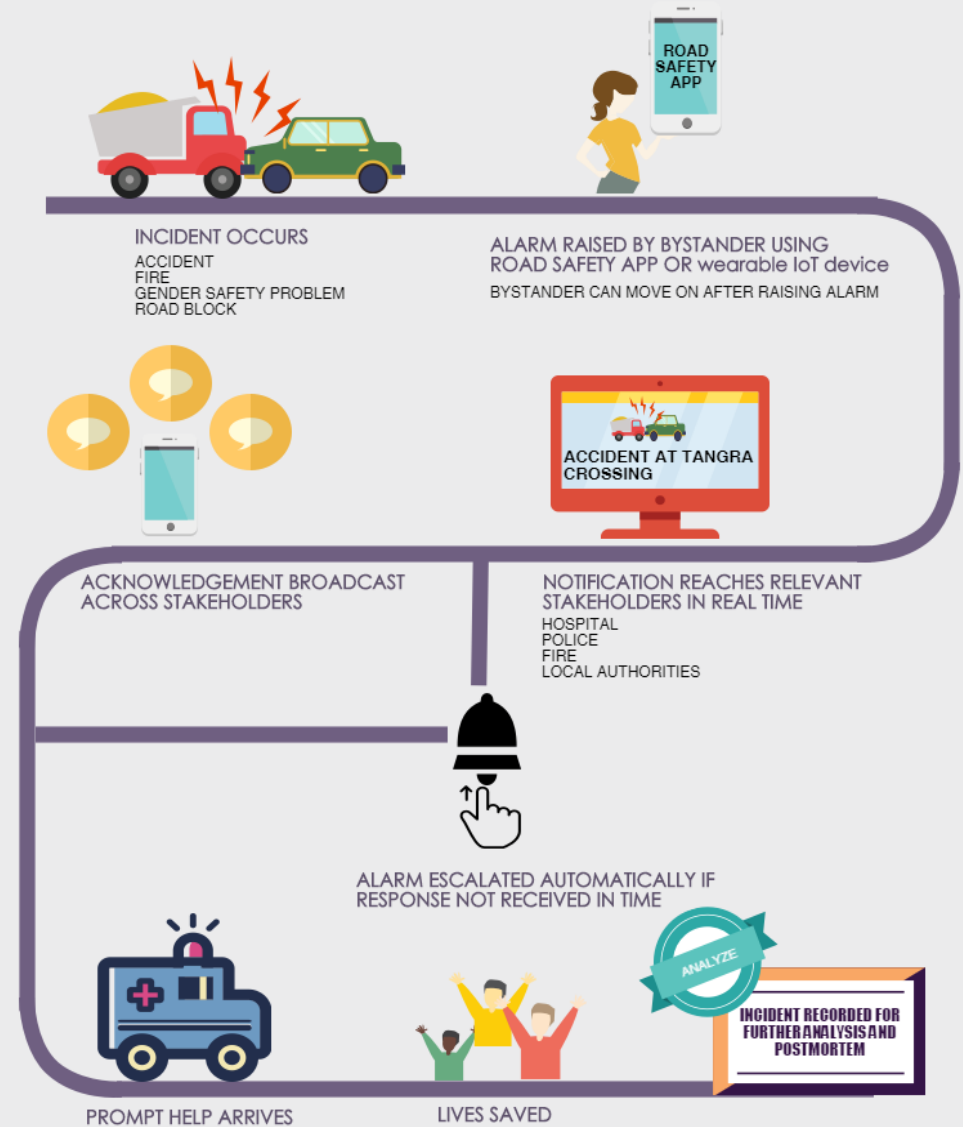 ROAD
SAFETY
APP
INCIDENT OCCURS
ACCIDENT
FIRE
GENDER SAFETY PROBLEM
ROAD BLOCK
ALARM RAISED BY BYSTANDER USING
ROAD SAFETY APP OR wearable IoT device
BYSTANDER CAN MOVE ON AFTER RAISING ALARM
ACCIDENT AT TANGRA
CROSSING
NOTIFICATION REACHES RELEVANT
STAKEHOLDERS IN REAL TIME
HOSPITAL
POLICE
FIRE
LOCAL AUTHORITIES
ACKNOWLEDGEMENT BROADCAST
ACROSS STAKEHOLDERS
ALARM ESCALATED AUTOMATICALLY IF
RESPONSE NOT RECEIVED IN TIME
PROMPT HELP ARRIVES
LIVES SAVED
ANALYZE
INCIDENT RECORDED FOR
FURTHER ANALYSIS AND
POSTMORTEM